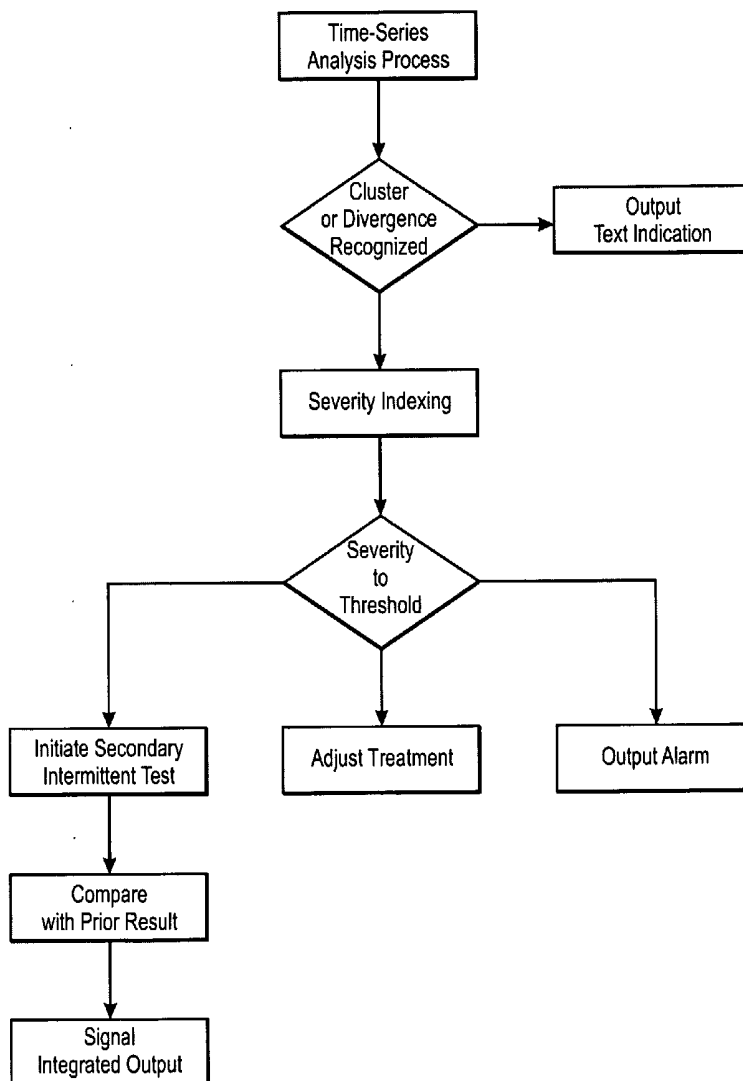 Time-Series
Analysis Process
Cluster
or Divergence
Recognized
Output
Text Indication
Severity Indexing
Severity
to
Threshold
Initiate Secondary
Intermittent Test
Adjust Treatment
Output Alarm
Compare
with Prior Result
Signal
Integrated Output